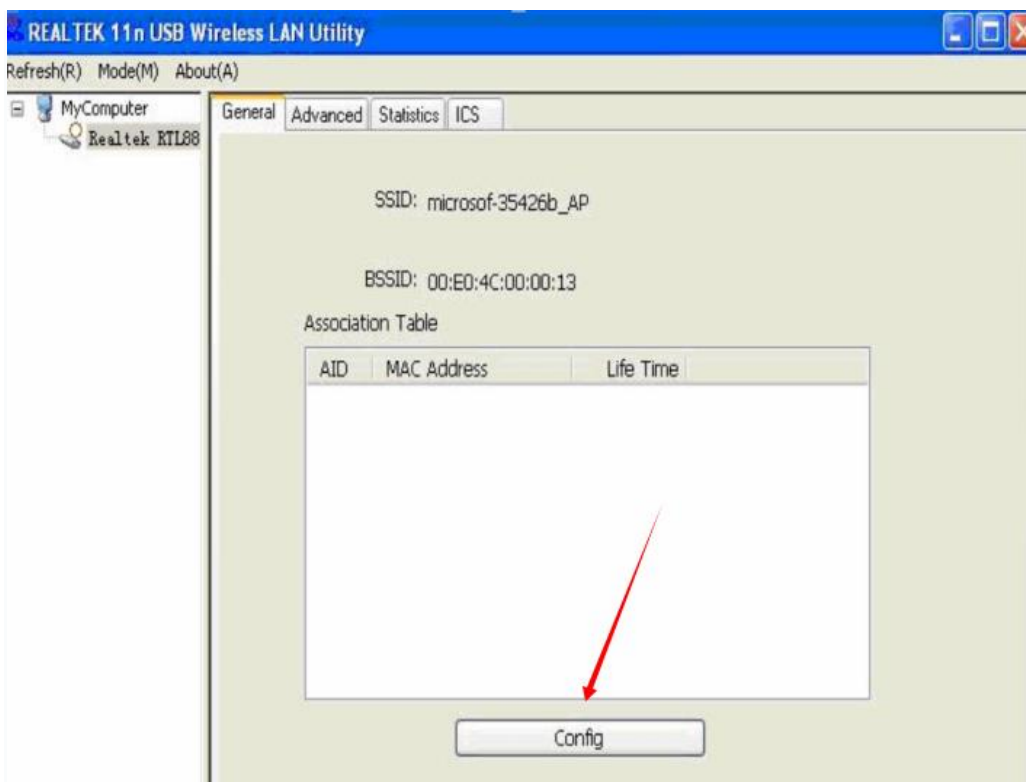 REALTEK 11n USB Wireless LAN Utility
Refresh(R) Mode(M) About(A)
MyComputer
Realtek RTL88
General Advanced Statistics ICS
SSID: microsof-35426b_AP
BSSID: 00:E0:4C:00:00:13
Association Table
AID MAC Address Life Time
Config